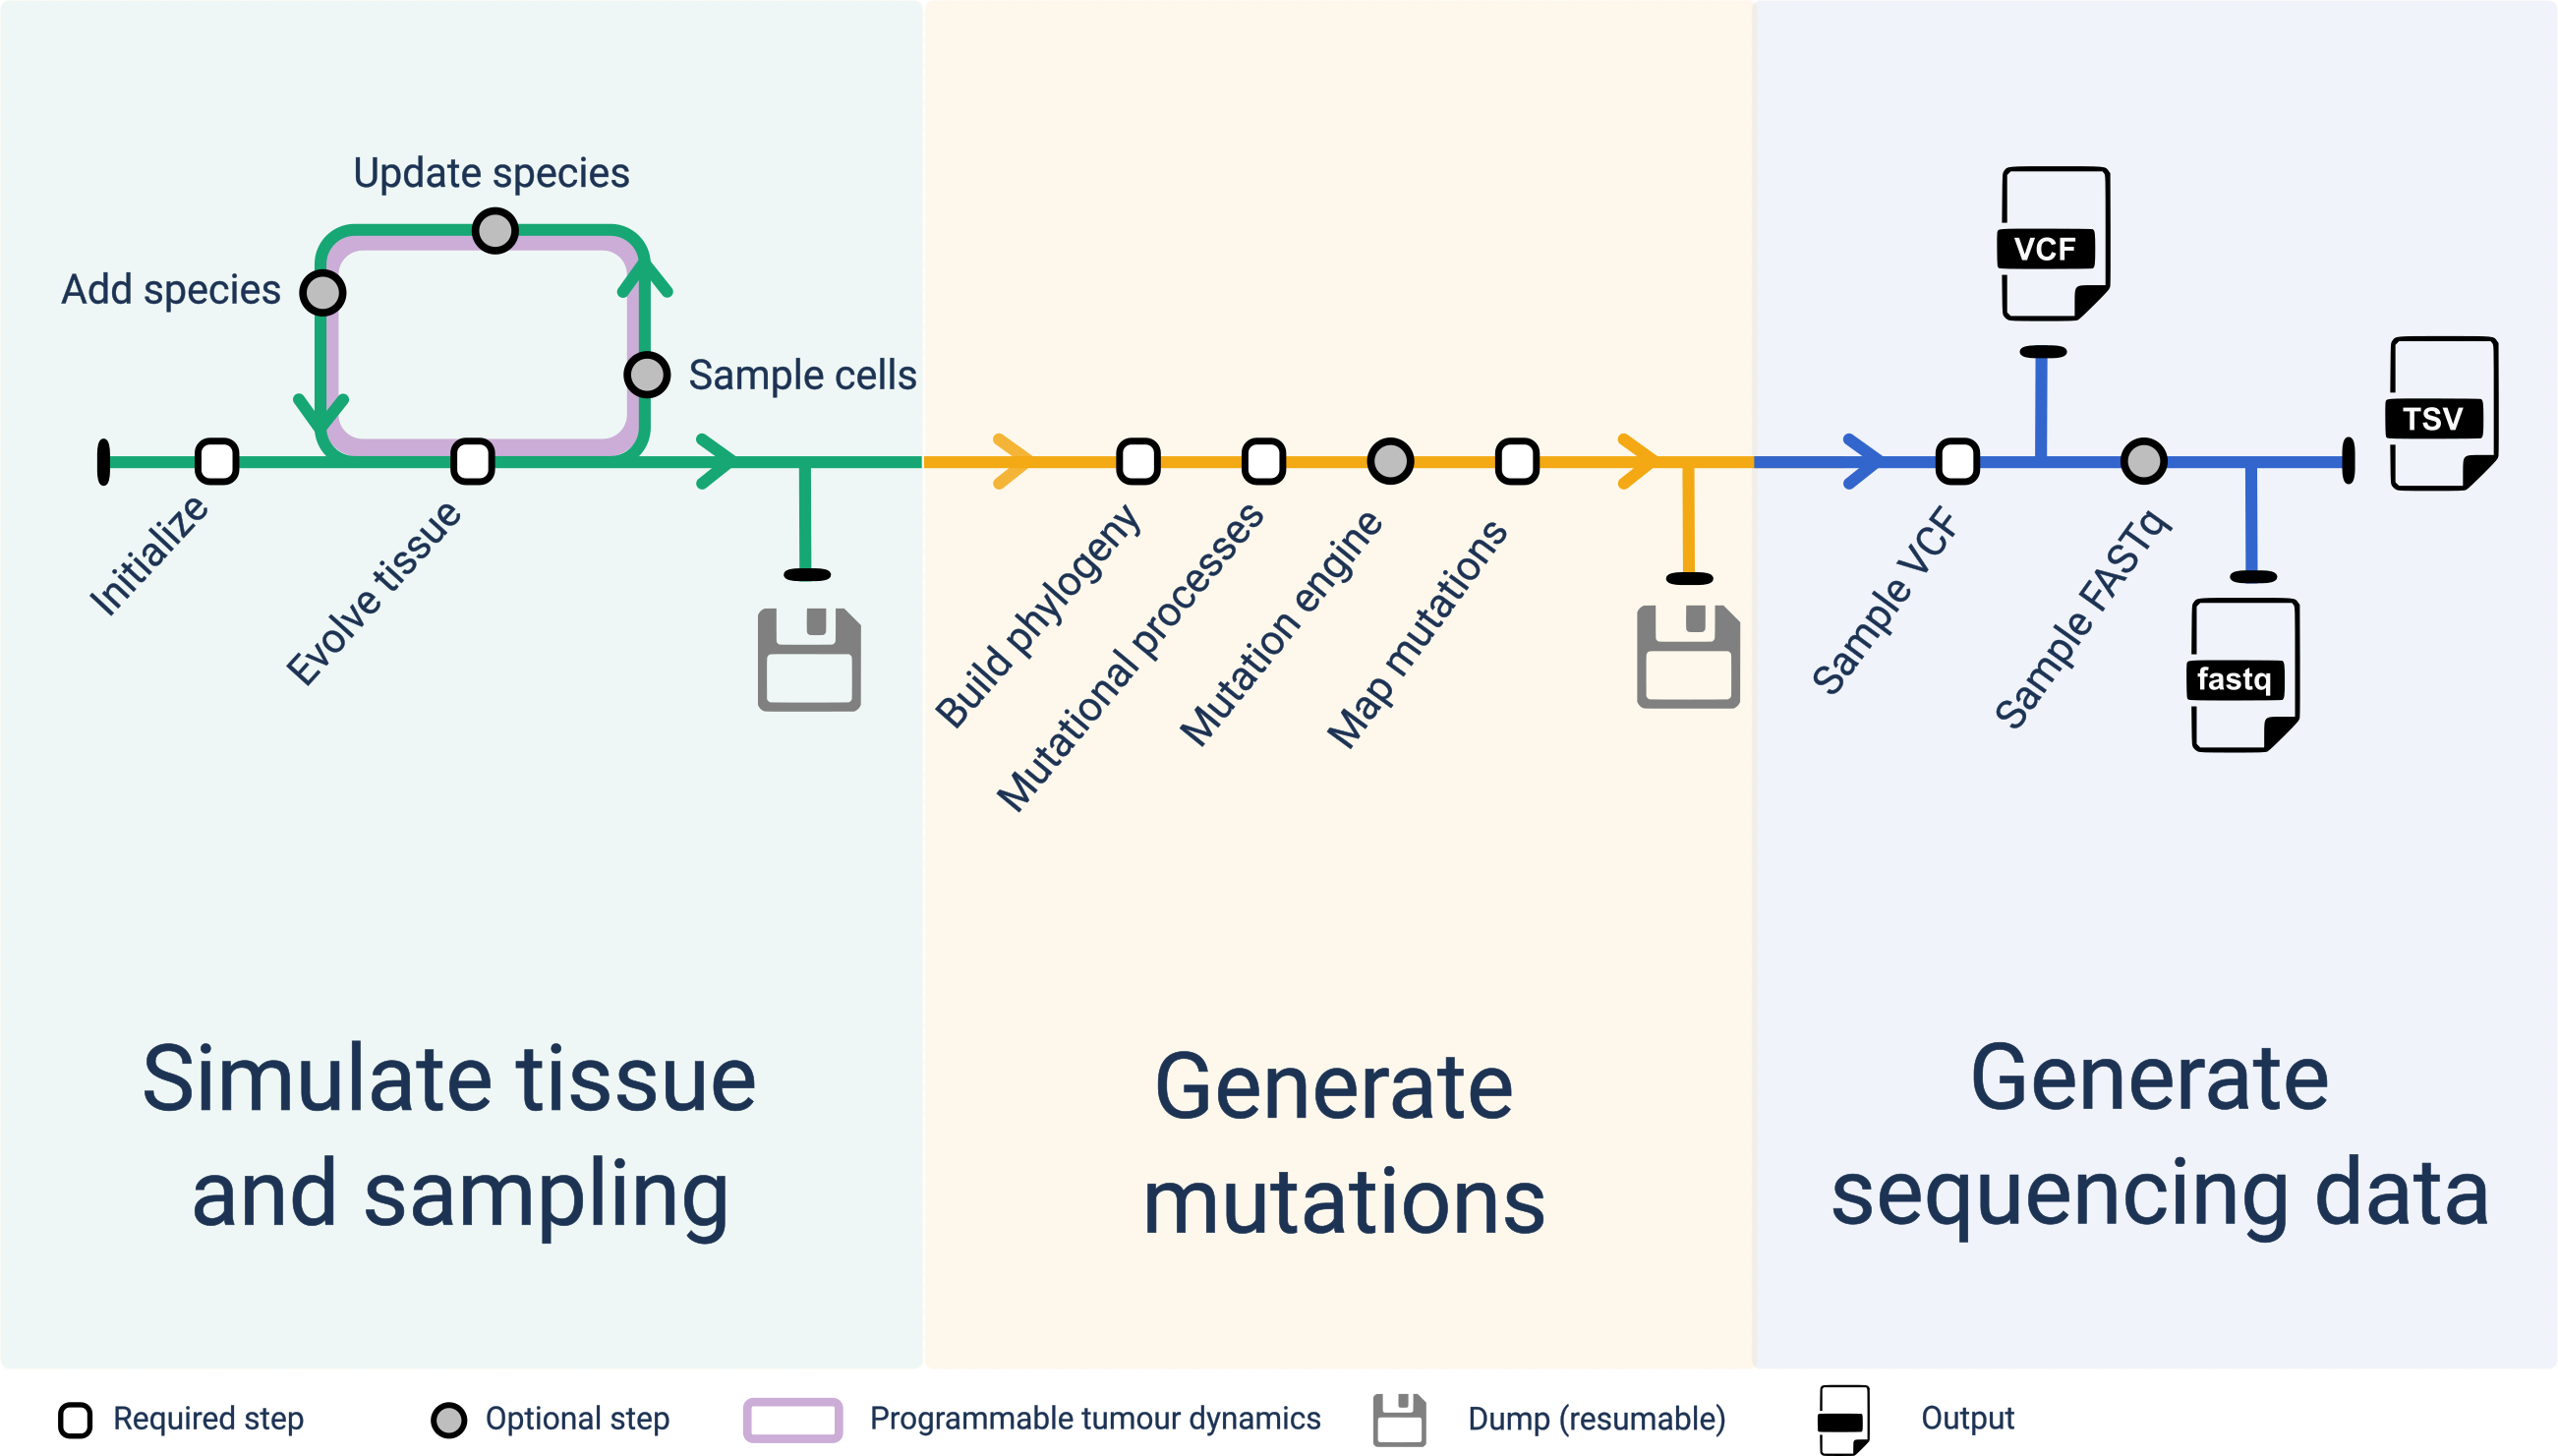 Update species
Add species
Sample cells
Initialize
Evolve tissue
Build phylogeny
Mutational processes
Mutation engine
Map mutations
VCF
TSV
Sample VCF
Sample FASTq
fastq
Simulate tissue
and sampling
Generate
mutations
Generate
sequencing data
Required step
Optional step
Programmable tumour dynamics
Dump (resumable)
Output